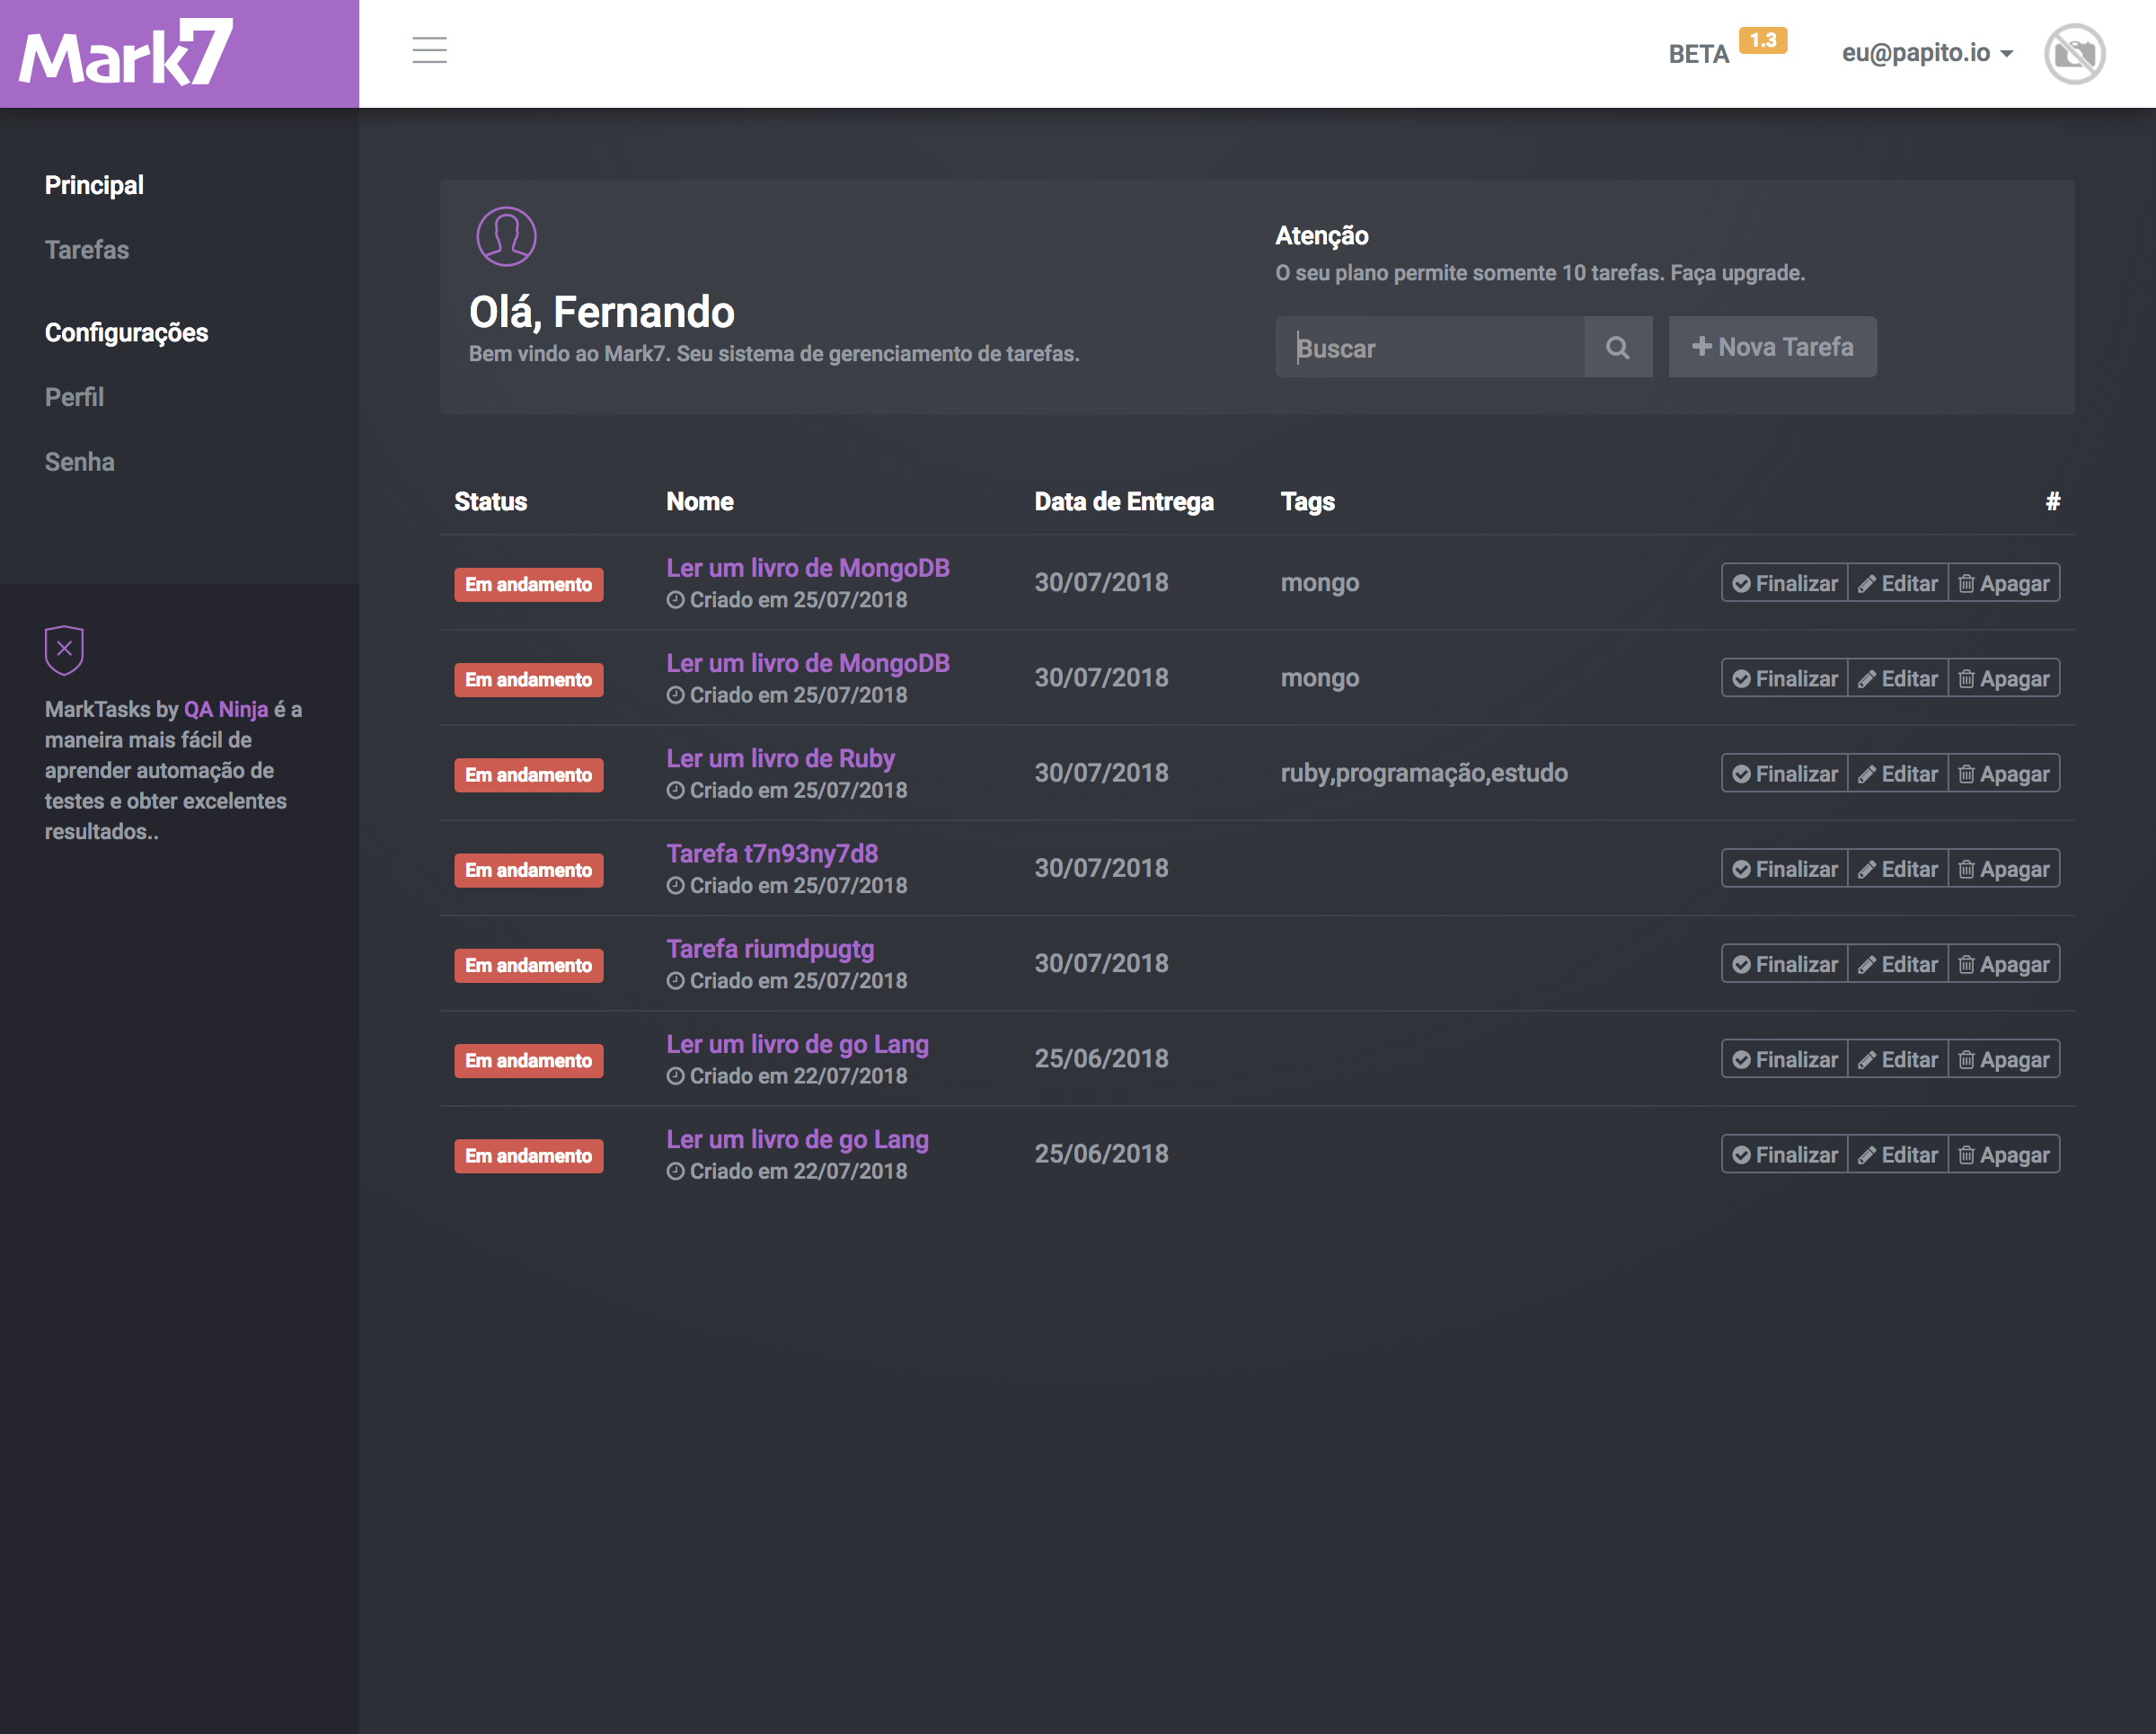 Mark7
BETA 1.3
eu@papito.io
Principal
Tarefas
Configurações
Perfil
Senha
MarkTasks by QA Ninja é a
maneira mais fácil de
aprender automação de
testes e obter excelentes
resultados..
Olá, Fernando
Bem vindo ao Mark7. Seu sistema de gerenciamento de tarefas.
Atenção
O seu plano permite somente 10 tarefas. Faça upgrade.
Buscar
Nova Tarefa
Status Nome Data de Entrega Tags #
Em andamento Ler um livro de MongoDB 30/07/2018 mongo Finalizar Editar Apagar
Criado em 25/07/2018
Em andamento Ler um livro de MongoDB 30/07/2018 mongo Finalizar Editar Apagar
Criado em 25/07/2018
Em andamento Ler um livro de Ruby 30/07/2018 ruby,programação,estudo Finalizar Editar Apagar
Criado em 25/07/2018
Em andamento Tarefa t7n93ny7d8 30/07/2018 Finalizar Editar Apagar
Criado em 25/07/2018
Em andamento Tarefa riumdpugtg 30/07/2018 Finalizar Editar Apagar
Criado em 25/07/2018
Em andamento Ler um livro de go Lang 25/06/2018 Finalizar Editar Apagar
Criado em 22/07/2018
Em andamento Ler um livro de go Lang 25/06/2018 Finalizar Editar Apagar
Criado em 22/07/2018